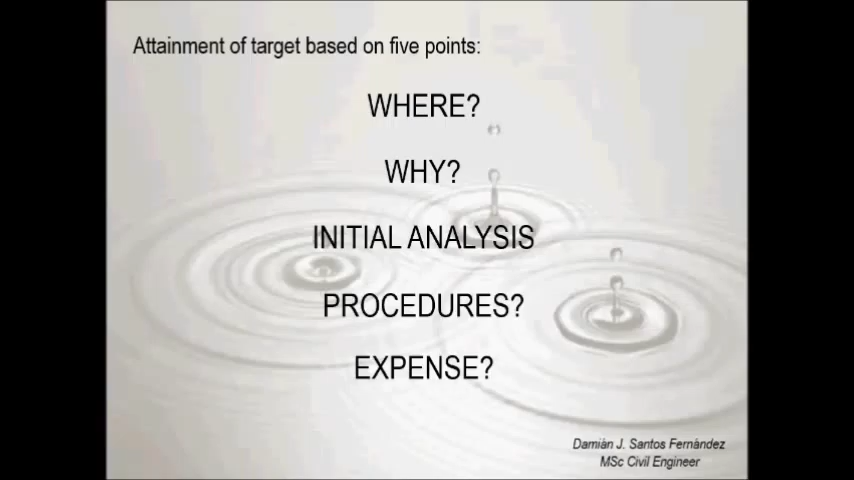 Attainment of target based on five points:
WHERE?
WHY?
INITIAL ANALYSIS
PROCEDURES?
EXPENSE?
Damián J. Santos Fernández
MSc Civil Engineer